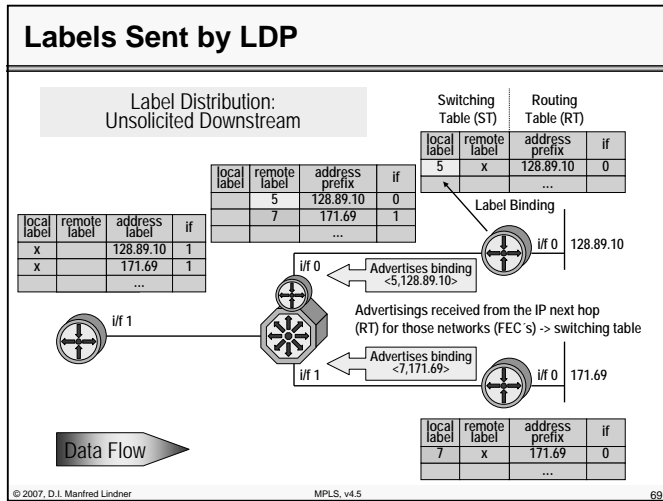 Labels Sent by LDP
Label Distribution:
Unsolicited Downstream
Switching
Table (ST)
Routing
Table (RT)
local label remote label address prefix if
5 x 128.89.10 0
...
local label remote label address prefix if
5 128.89.10 0
7 171.69 1
...
Label Binding
local label remote label address label if
x 128.89.10 1
x 171.69 1
...
i/f 0
128.89.10
i/f 0
Advertises binding
<5,128.89.10>
Advertisings received from the IP next hop
(RT) for those networks (FEC´s) -> switching table
i/f 1
Advertises binding
<7,171.69>
i/f 1
i/f 0
171.69
local label remote label address prefix if
7 x 171.69 0
...
Data Flow
© 2007, D.I. Manfred Lindner
MPLS, v4.5
69